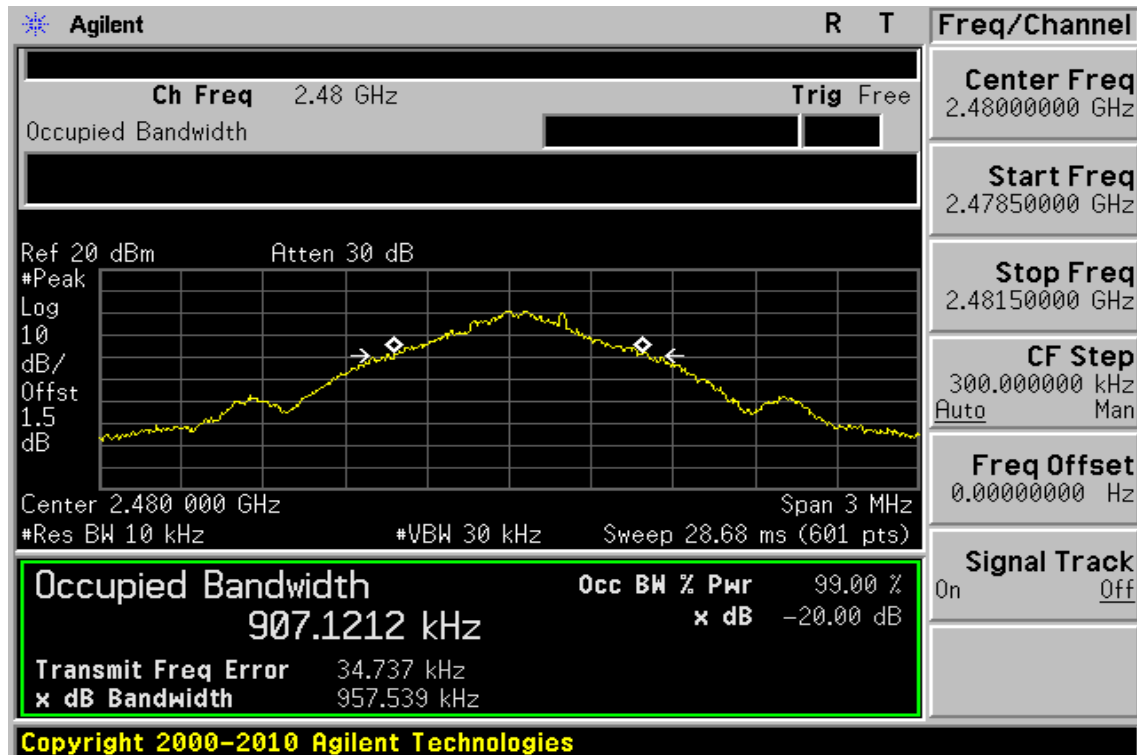 Agilent R T
Ch Freq 2.48 GHz Trig Free
Occupied Bandwidth
Ref 20 dBm Atten 30 dB
#Peak
Log
10
dB/
Offst
1.5
dB
Center 2.480 000 GHz Span 3 MHz
#Res BW 10 kHz #VBW 30 kHz Sweep 28.68 ms (601 pts)
Occupied Bandwidth Occ BW % Pwr 99.00 %
907.1212 kHz x dB -20.00 dB
Transmit Freq Error 34.737 kHz
x dB Bandwidth 957.539 kHz
Copyright 2000-2010 Agilent Technologies
Freq/Channel
Center Freq
2.48000000 GHz
Start Freq
2.47850000 GHz
Stop Freq
2.48150000 GHz
CF Step
300.000000 kHz
Auto Man
Freq Offset
0.00000000 Hz
Signal Track
On Off